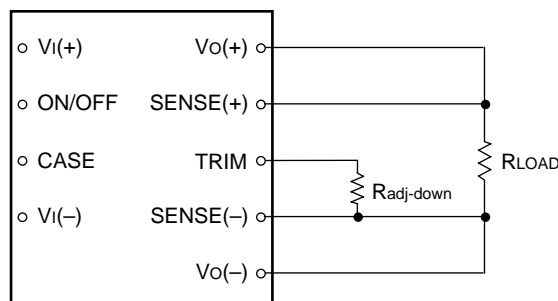 VI(+) VO(+)
ON/OFF SENSE(+)
CASE TRIM
RLOAD
Radj-down
VI(–) SENSE(–)
VO(–)